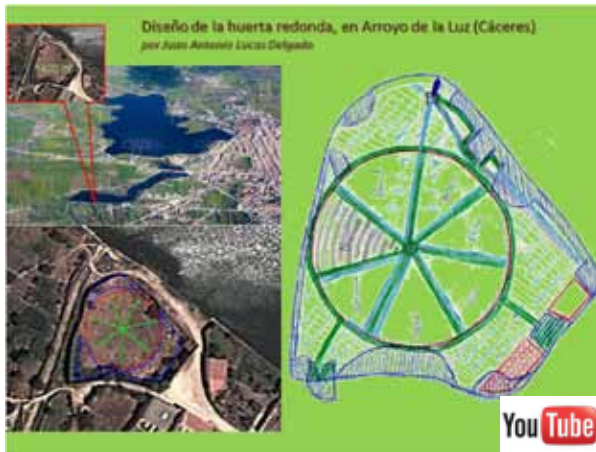 Diseño de la huerta redonda, en Arroyo de la Luz (Cáceres)
por Juan Antonio Lucas Delgado
YouTube